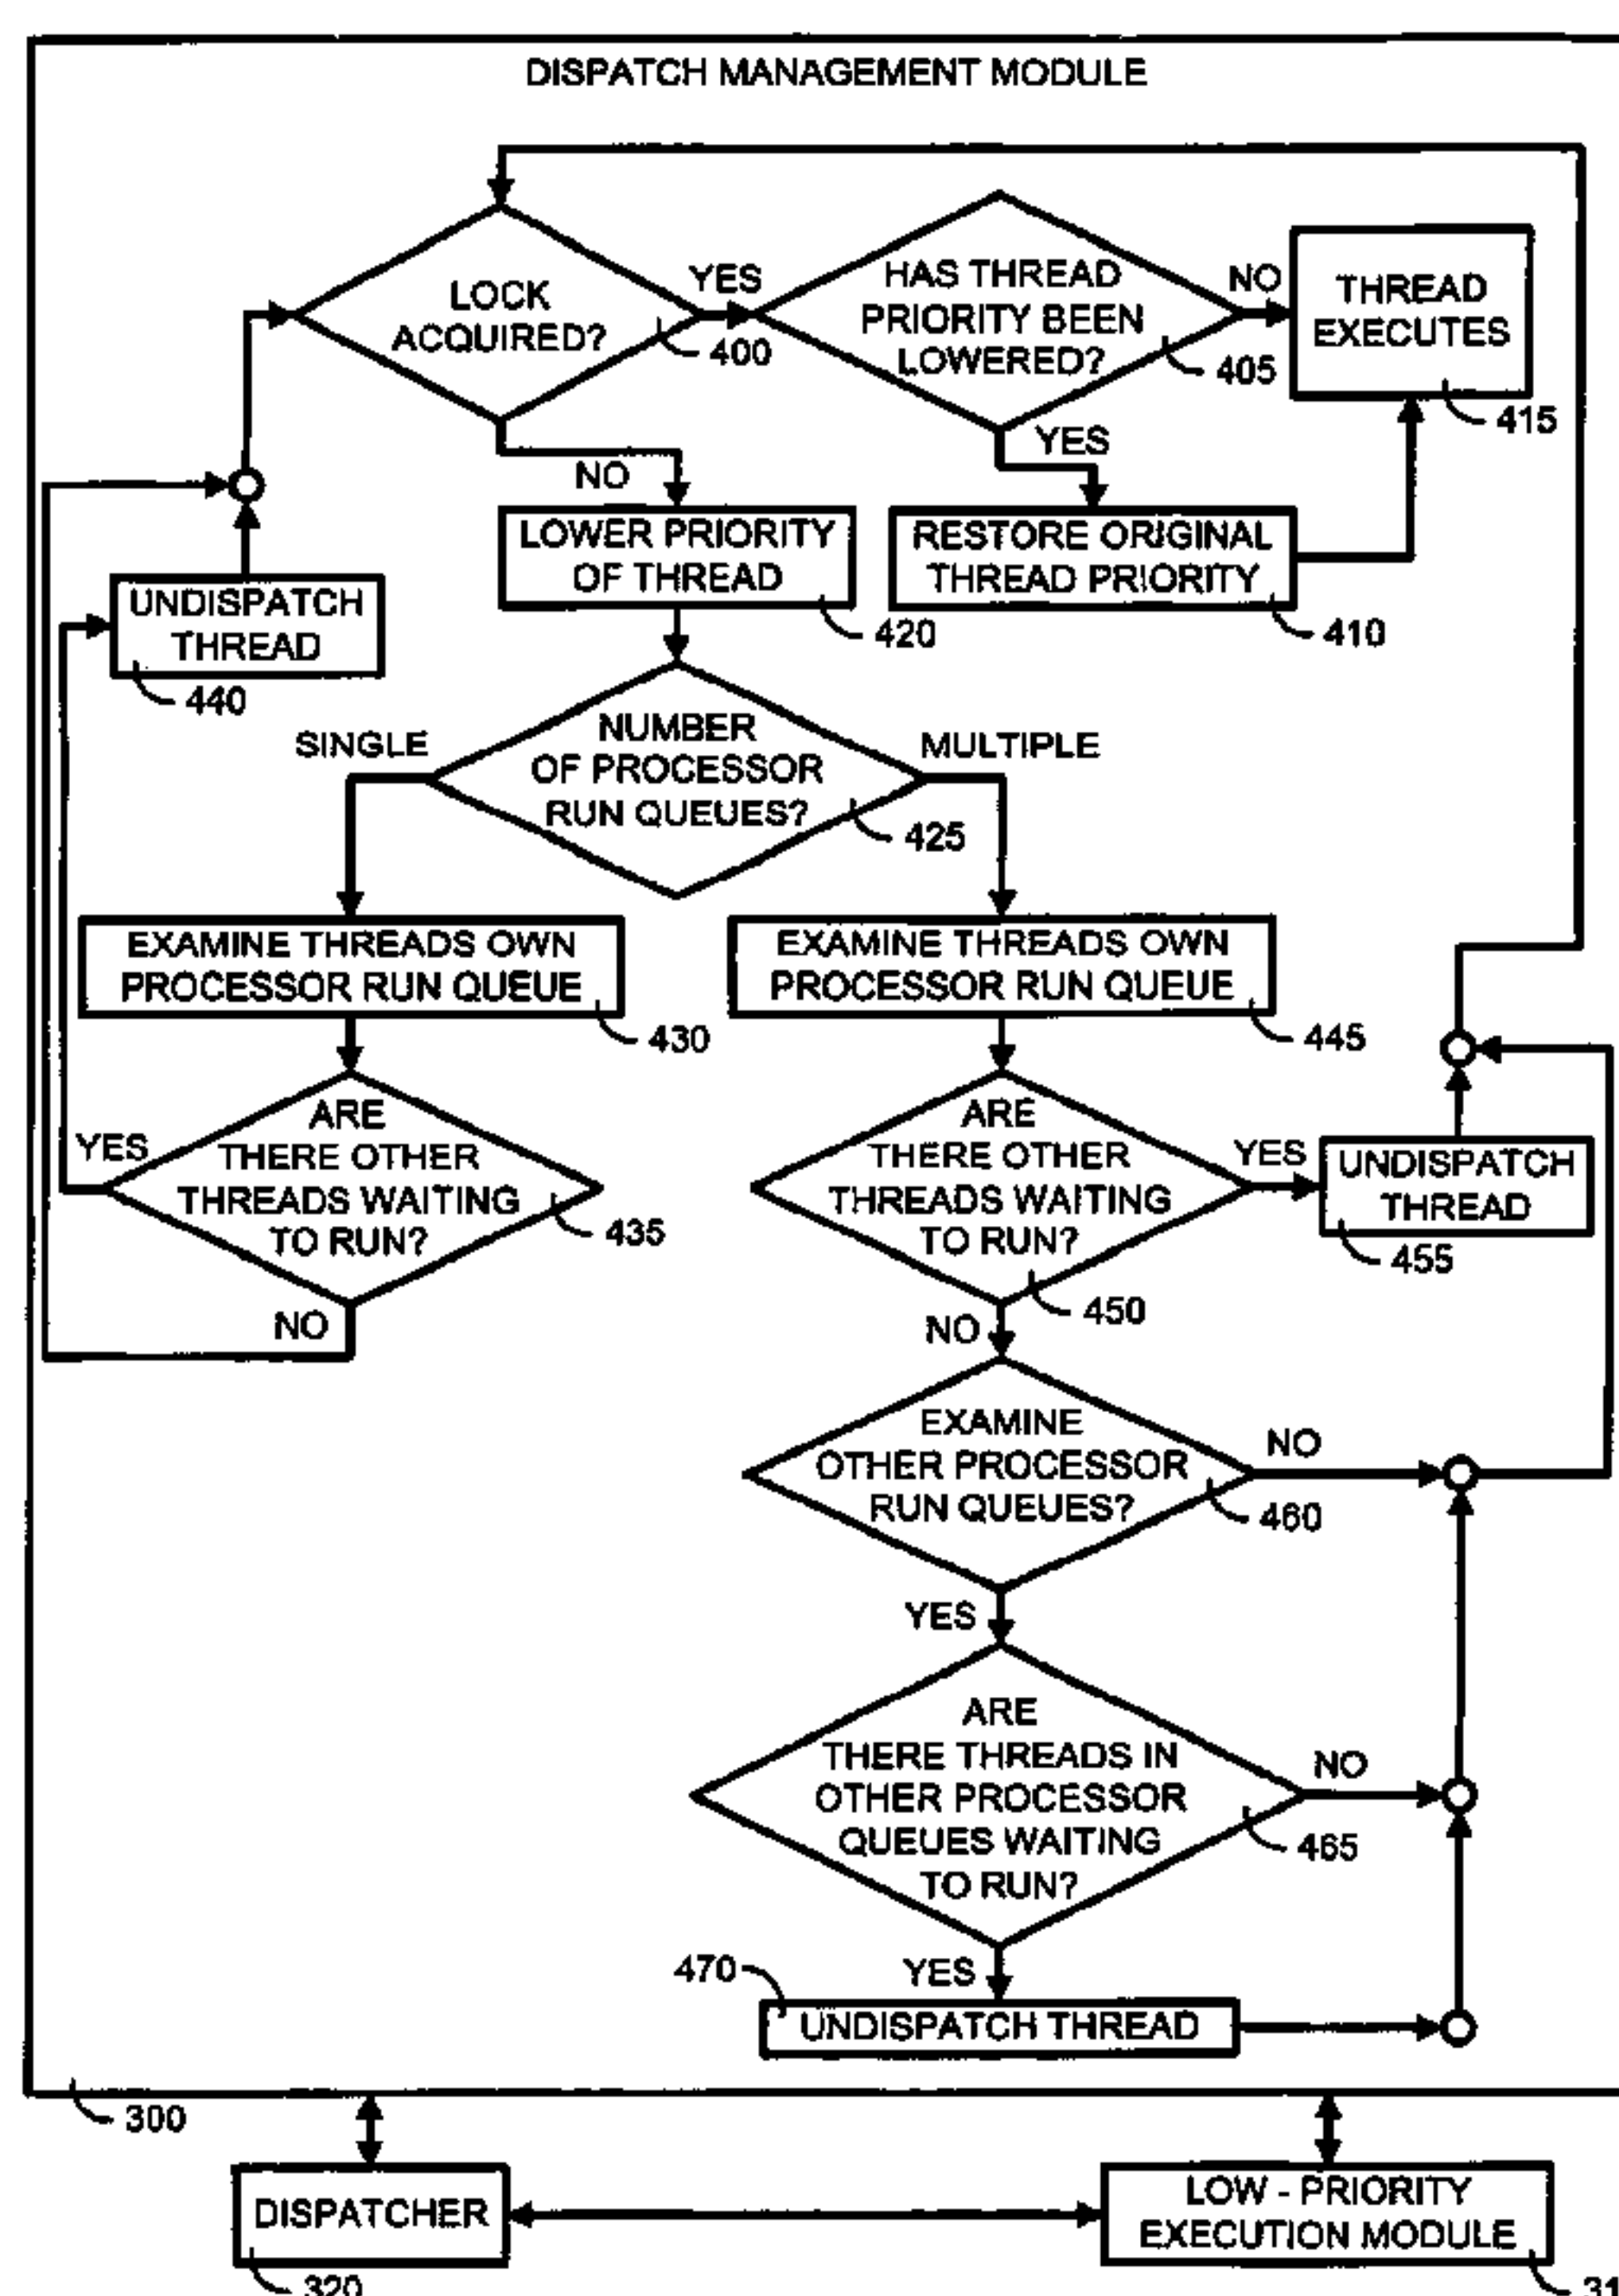 DISPATCH MANAGEMENT MODULE
LOCK
ACQUIRED?
400
YES
HAS THREAD
PRIORITY BEEN
LOWERED?
405
NO
THREAD
EXECUTES
415
NO
YES
LOWER PRIORITY
OF THREAD
420
RESTORE ORIGINAL
THREAD PRIORITY
410
UNDISPATCH
THREAD
440
SINGLE
NUMBER
OF PROCESSOR
RUN QUEUES?
425
MULTIPLE
EXAMINE THREADS OWN
PROCESSOR RUN QUEUE
430
EXAMINE THREADS OWN
PROCESSOR RUN QUEUE
445
YES
ARE
THERE OTHER
THREADS WAITING
TO RUN?
435
NO
ARE
THERE OTHER
THREADS WAITING
TO RUN?
450
YES
UNDISPATCH
THREAD
455
NO
EXAMINE
OTHER PROCESSOR
RUN QUEUES?
460
NO
YES
ARE
THERE THREADS IN
OTHER PROCESSOR
QUEUES WAITING
TO RUN?
465
NO
YES
470
UNDISPATCH THREAD
300
DISPATCHER
320
LOW - PRIORITY
EXECUTION MODULE